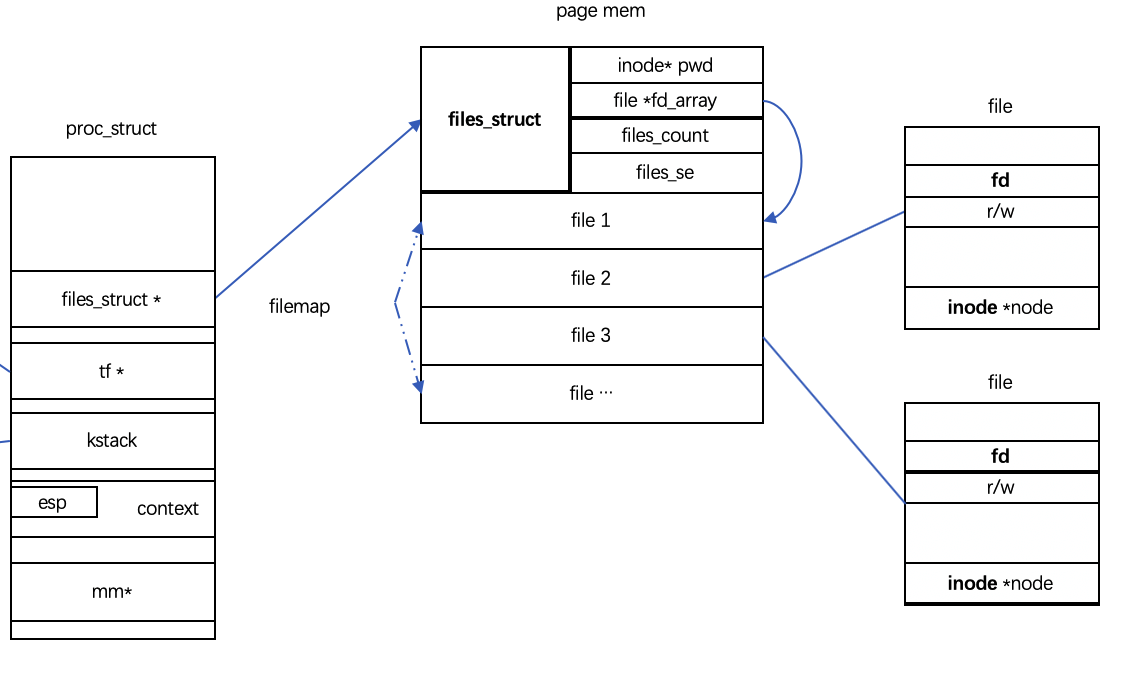 page mem
inode* pwd
file *fd_array
files_struct
files_count
files_se
proc_struct
files_struct *
tf *
kstack
esp
context
mm*
filemap
file 1
file 2
file 3
file ···
file
fd
r/w
inode *node
file
fd
r/w
inode *node